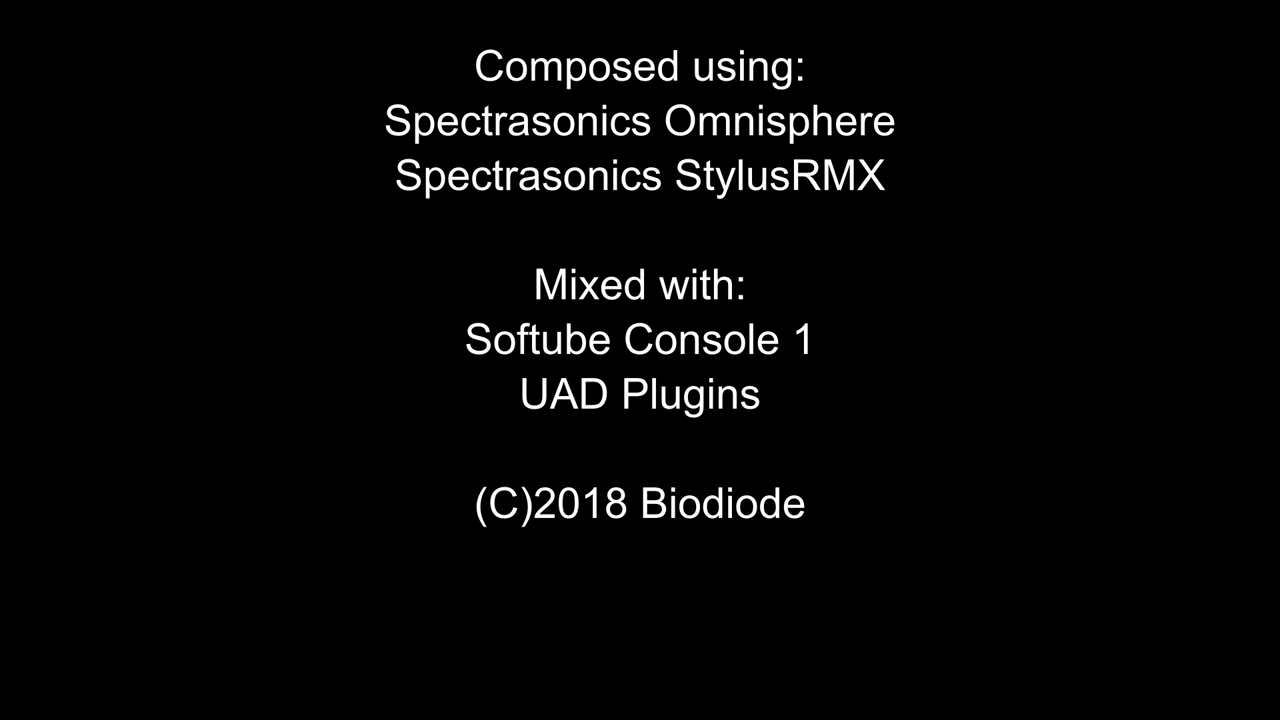 Composed using:
Spectrasonics Omnisphere
Spectrasonics StylusRMX
Mixed with:
Softube Console 1
UAD Plugins
(C)2018 Biodiode